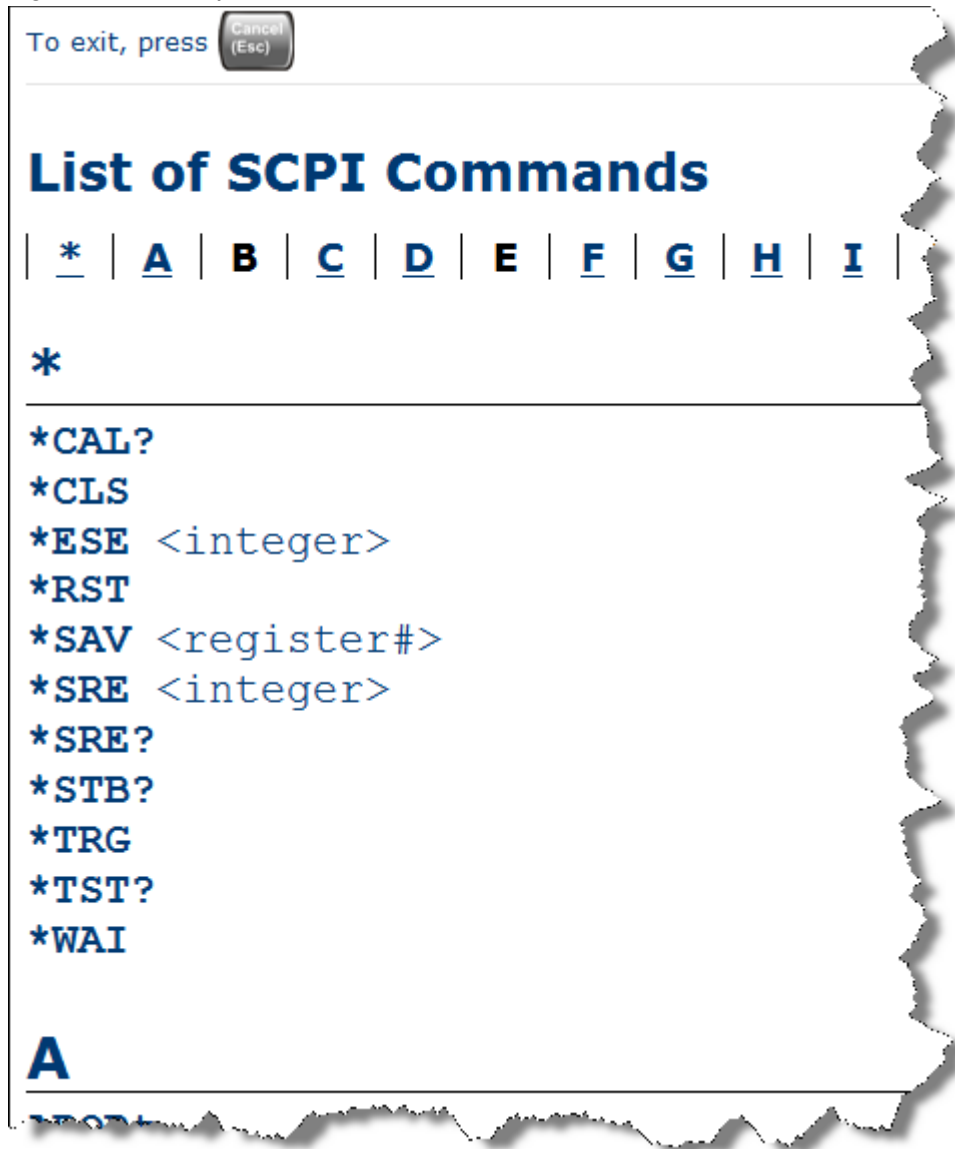 To exit, press Cancel (Esc)
List of SCPI Commands
| * | A | B | C | D | E | F | G | H | I |
*
*CAL?
*CLS
*ESE <integer>
*RST
*SAV <register#>
*SRE <integer>
*SRE?
*STB?
*TRG
*TST?
*WAI
A